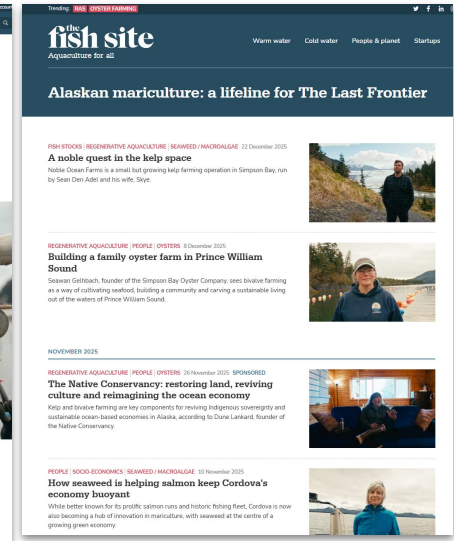 Trending: RAS OYSTER FARMING
the
fish site
Aquaculture for all
Warm water Cold water People & planet Startups
Alaskan mariculture: a lifeline for The Last Frontier
FISH STOCKS | REGENERATIVE AQUACULTURE | SEAWEED / MACROALGAE 22 December 2025
A noble quest in the kelp space
Noble Ocean Farms is a small but growing kelp farming operation in Simpson Bay, run
by Sean Den Adel and his wife, Skye.
REGENERATIVE AQUACULTURE | PEOPLE | OYSTERS 8 December 2025
Building a family oyster farm in Prince William
Sound
Seawan Gehlbach, founder of the Simpson Bay Oyster Company, sees bivalve farming
as a way of cultivating seafood, building a community and carving a sustainable living
out of the waters of Prince William Sound.
NOVEMBER 2025
REGENERATIVE AQUACULTURE | PEOPLE | OYSTERS 26 November 2025 SPONSORED
The Native Conservancy: restoring land, reviving
culture and reimagining the ocean economy
Kelp and bivalve farming are key components for reviving Indigenous sovereignty and
sustainable ocean-based economies in Alaska, according to Dune Lankard, founder of
the Native Conservancy.
PEOPLE | SOCIO-ECONOMICS | SEAWEED / MACROALGAE 10 November 2025
How seaweed is helping salmon keep Cordova's
economy buoyant
While better known for its prolific salmon runs and historic fishing fleet, Cordova is now
also becoming a hub of innovation in mariculture, with seaweed at the centre of a
growing green economy.